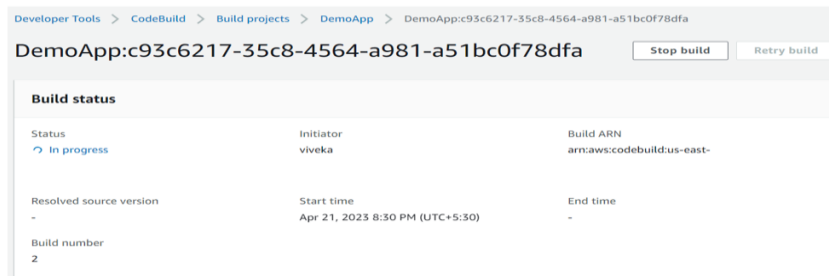 Developer Tools > CodeBuild > Build projects > DemoApp > DemoApp:c93c6217-35c8-4564-a981-a51bc0f78dfa
DemoApp:c93c6217-35c8-4564-a981-a51bc0f78dfa Stop build Retry build
Build status
Status Initiator Build ARN
In progress viveka arn:aws:codebuild:us-east-
Resolved source version Start time End time
- Apr 21, 2023 8:30 PM (UTC+5:30) -
Build number
2